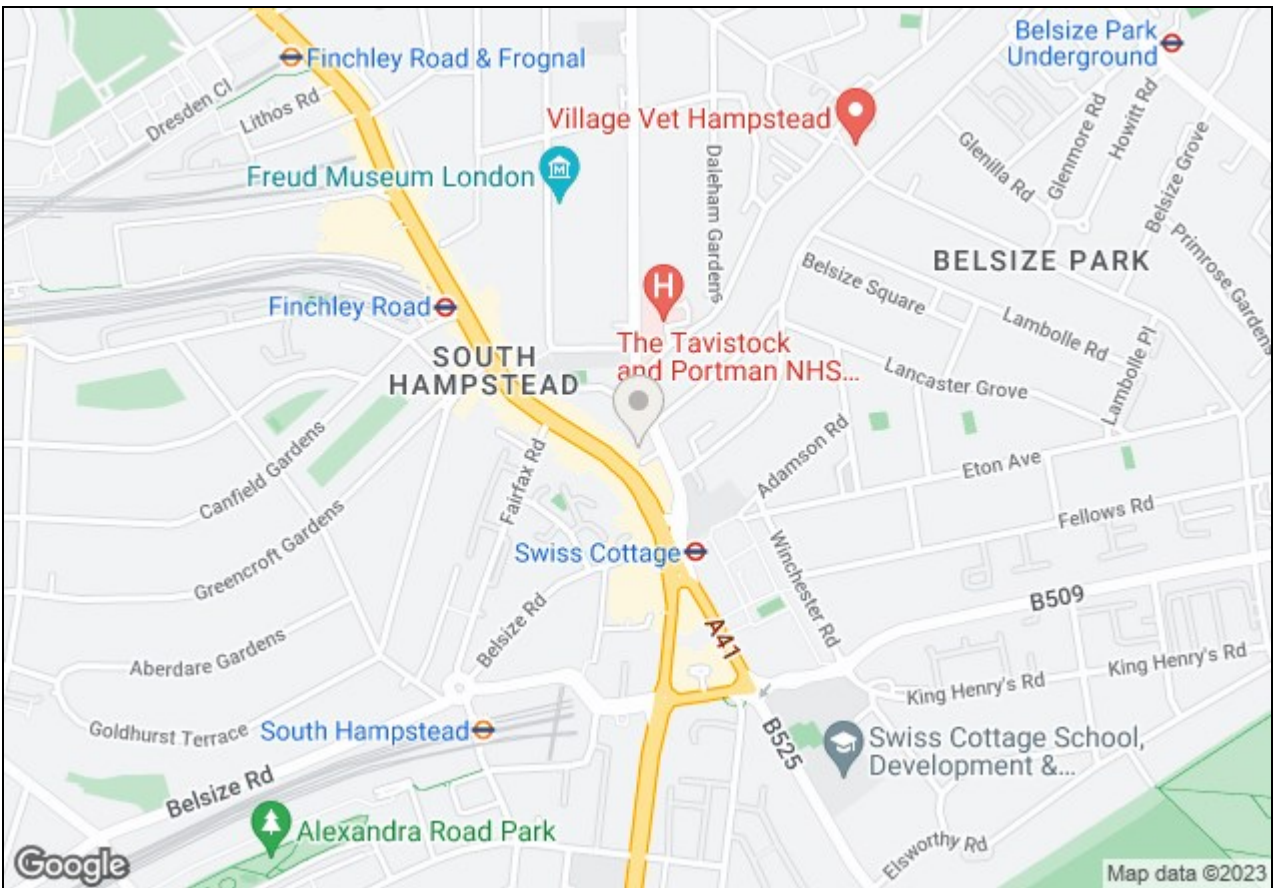 Finchley Road & Frognal
Belsize Park
Underground
Dresden Cl
Lithos Rd
Village Vet Hampstead
Glenmore Rd
Howitt Rd
Glenilla Rd
Belsize Grove
Freud Museum London
Daleham Gardens
Primrose Gardens
BELSIZE PARK
Belsize Square
H
Finchley Road
Lambolle Rd
Lambolle Pl
SOUTH
HAMPSTEAD
The Tavistock
and Portman NHS...
Lancaster Grove
Canfield Gardens
Fairfax Rd
Adamson Rd
Eton Ave
Fellows Rd
Greencroft Gardens
Swiss Cottage
Winchester Rd
B509
Belsize Rd
A41
Aberdare Gardens
King Henry's Rd
King Henry's Rd
Goldhurst Terrace
South Hampstead
B525
Swiss Cottage School,
Development &...
Belsize Rd
Alexandra Road Park
Elsworthy Rd
Google
Map data ©2023